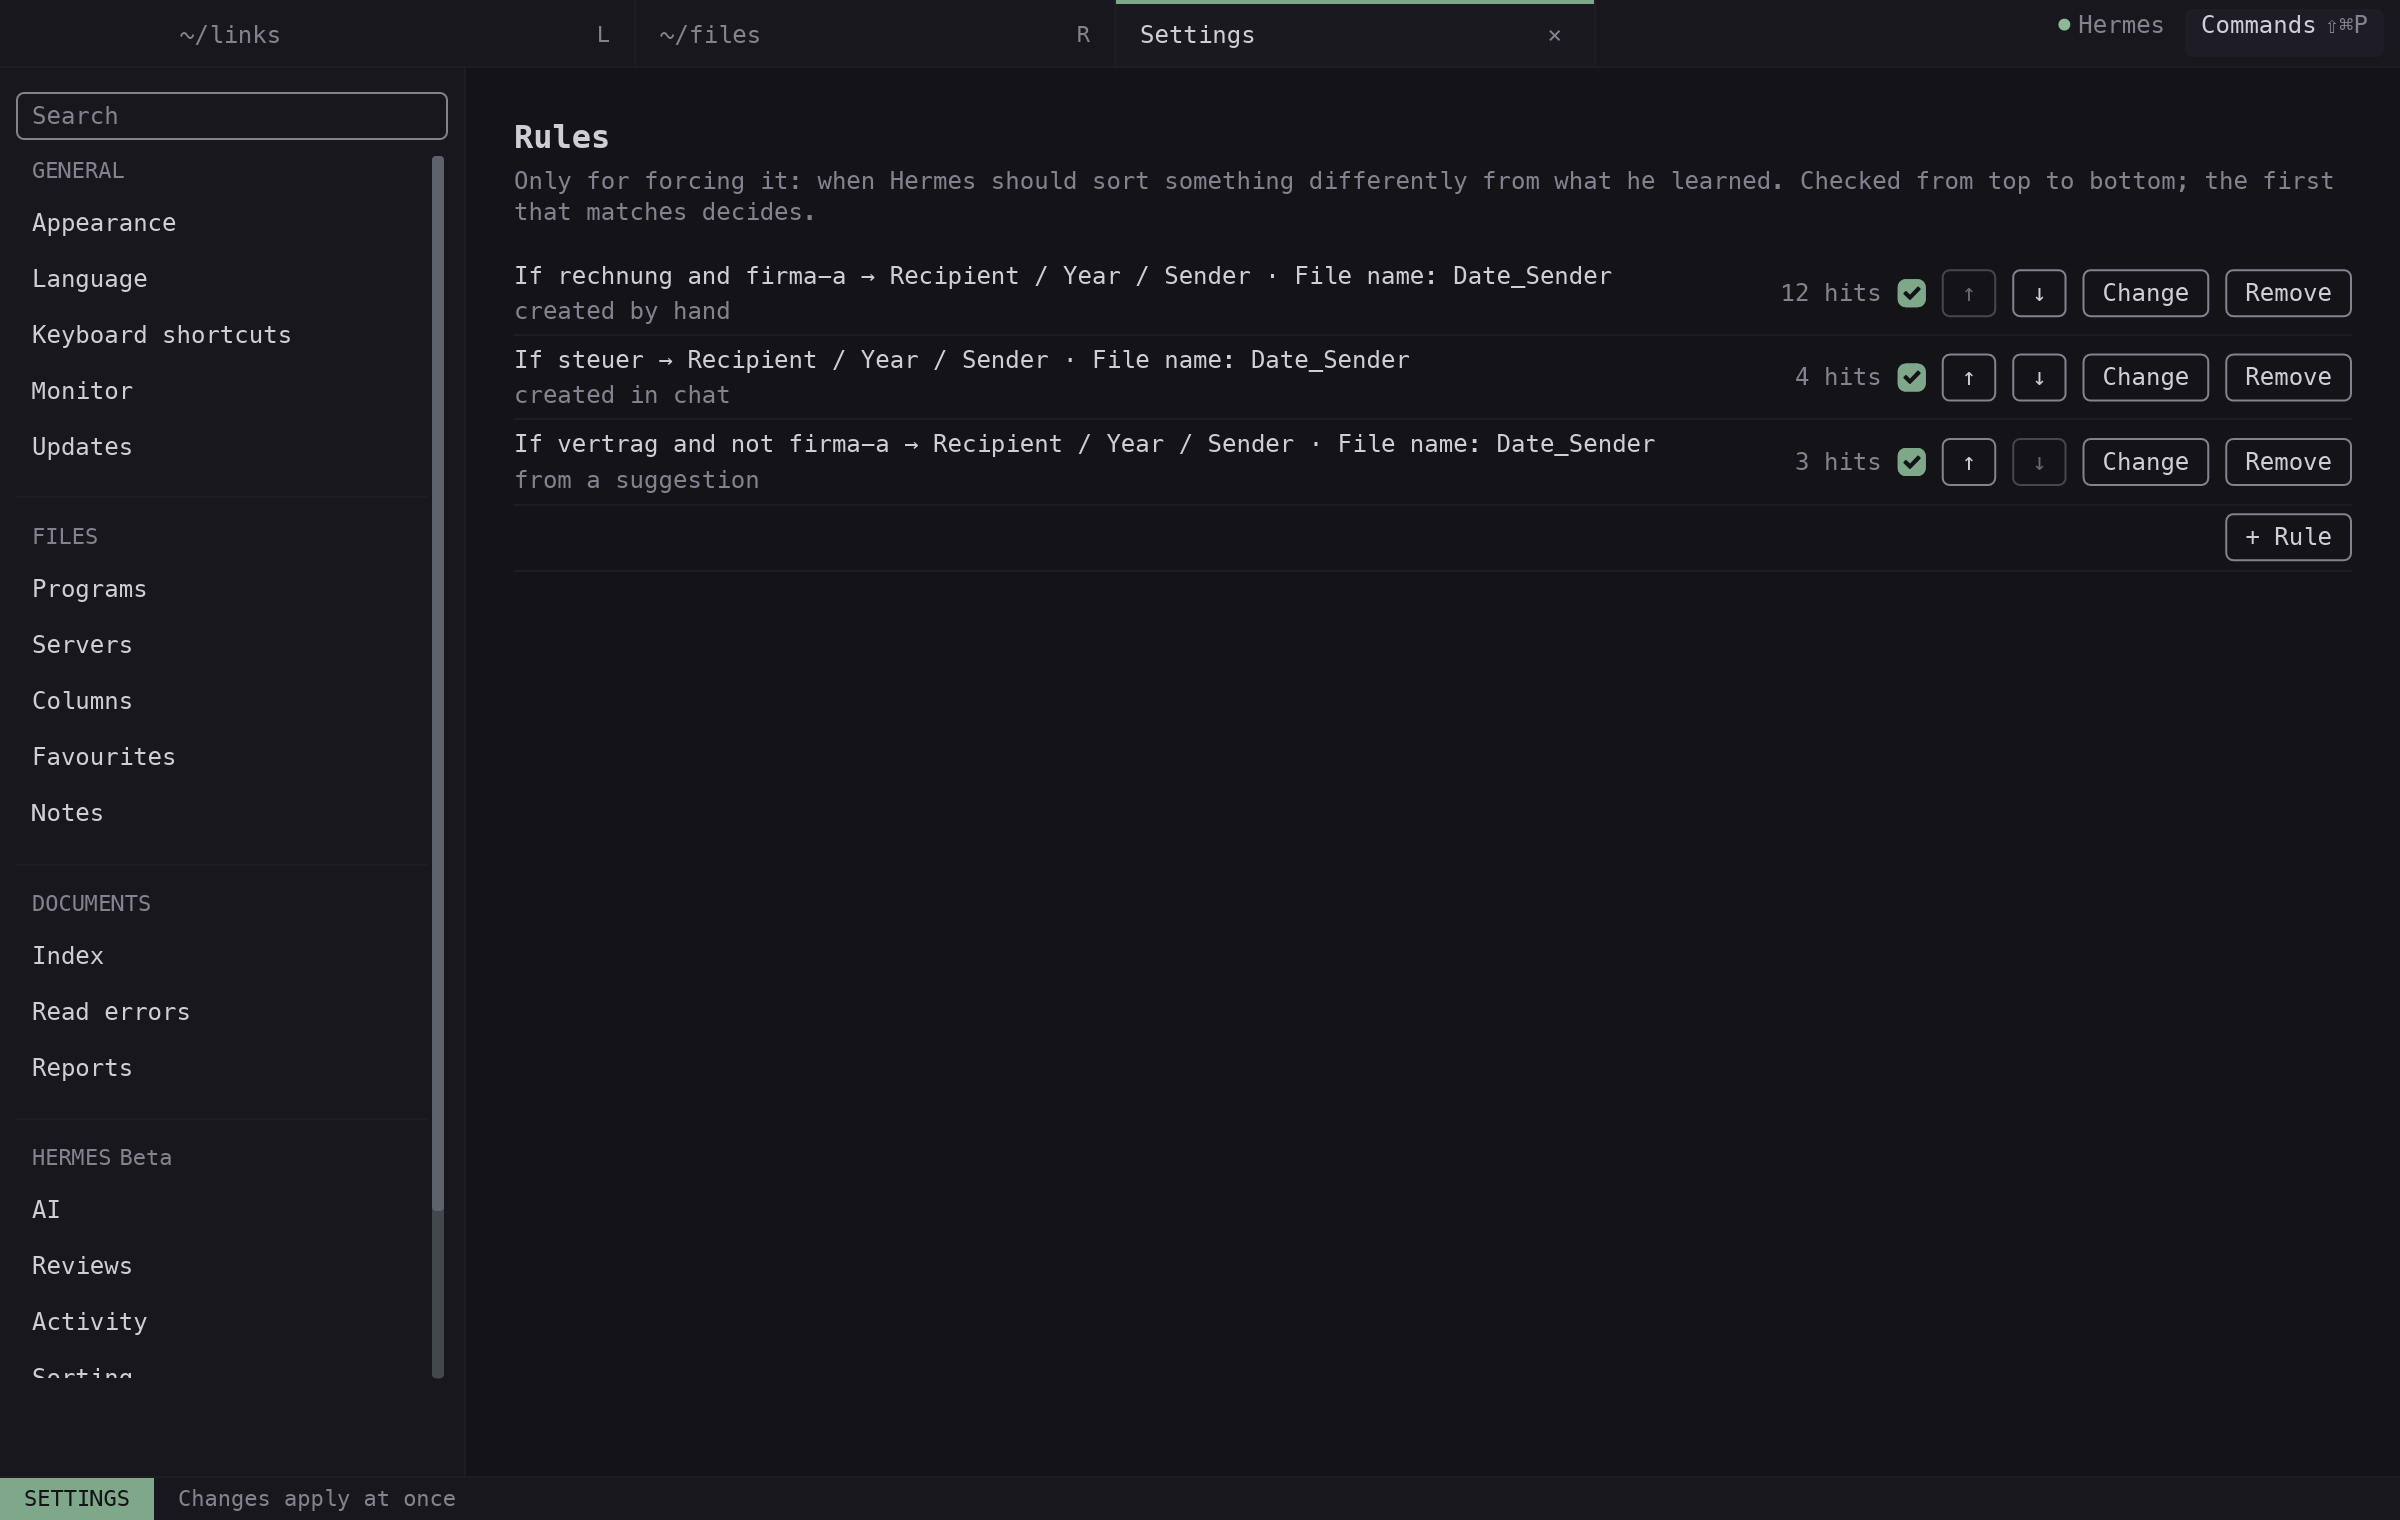 ~/links L ~/files R Settings × Hermes Commands ⇧⌘P
Search
GENERAL
Appearance
Language
Keyboard shortcuts
Monitor
Updates
FILES
Programs
Servers
Columns
Favourites
Notes
DOCUMENTS
Index
Read errors
Reports
HERMES Beta
AI
Reviews
Activity
Sorting
Rules
Only for forcing it: when Hermes should sort something differently from what he learned. Checked from top to bottom; the first
that matches decides.
If rechnung and firma-a → Recipient / Year / Sender · File name: Date_Sender
created by hand
12 hits ↑ ↓ Change Remove
If steuer → Recipient / Year / Sender · File name: Date_Sender
created in chat
4 hits ↑ ↓ Change Remove
If vertrag and not firma-a → Recipient / Year / Sender · File name: Date_Sender
from a suggestion
3 hits ↑ ↓ Change Remove
+ Rule
SETTINGS Changes apply at once